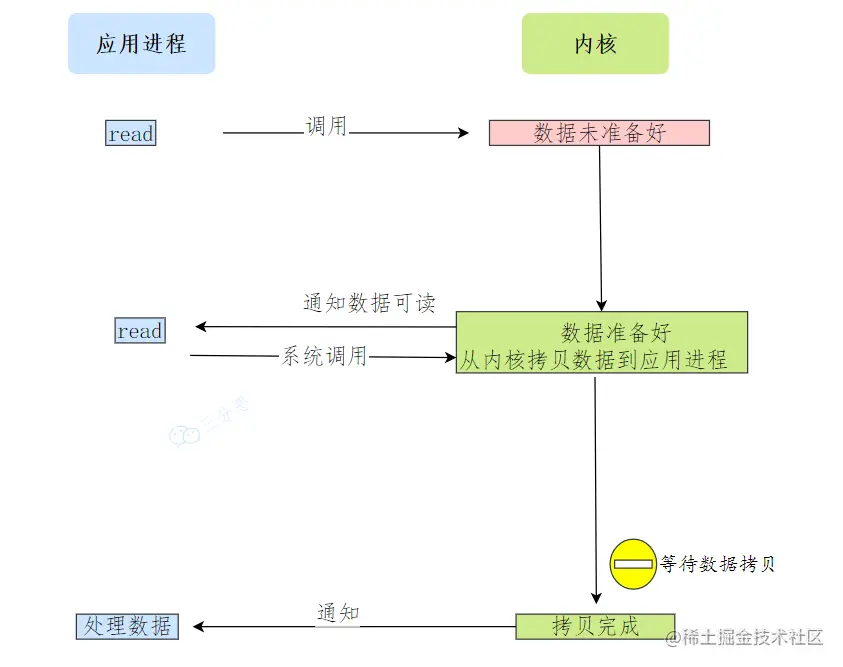 应用进程
内核
read
调用
数据未准备好
通知数据可读
read
数据准备好
系统调用
从内核拷贝数据到应用进程
三分恶
等待数据拷贝
通知
处理数据
拷贝完成
@稀土掘金技术社区